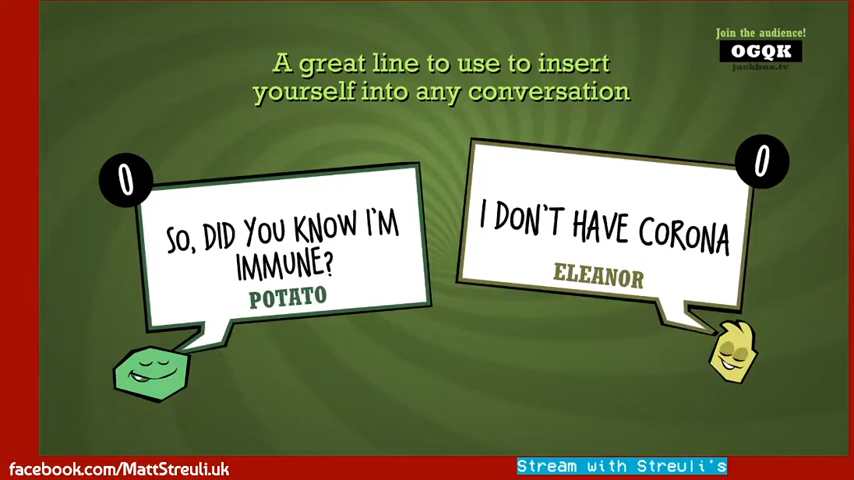 Join the audience!
OGQK
jackbox.tv
A great line to use to insert
yourself into any conversation
0
0
SO, DID YOU KNOW I'M
IMMUNE?
POTATO
I DON'T HAVE CORONA
ELEANOR
facebook.com/MattStreuli.uk
Stream with Streuli's